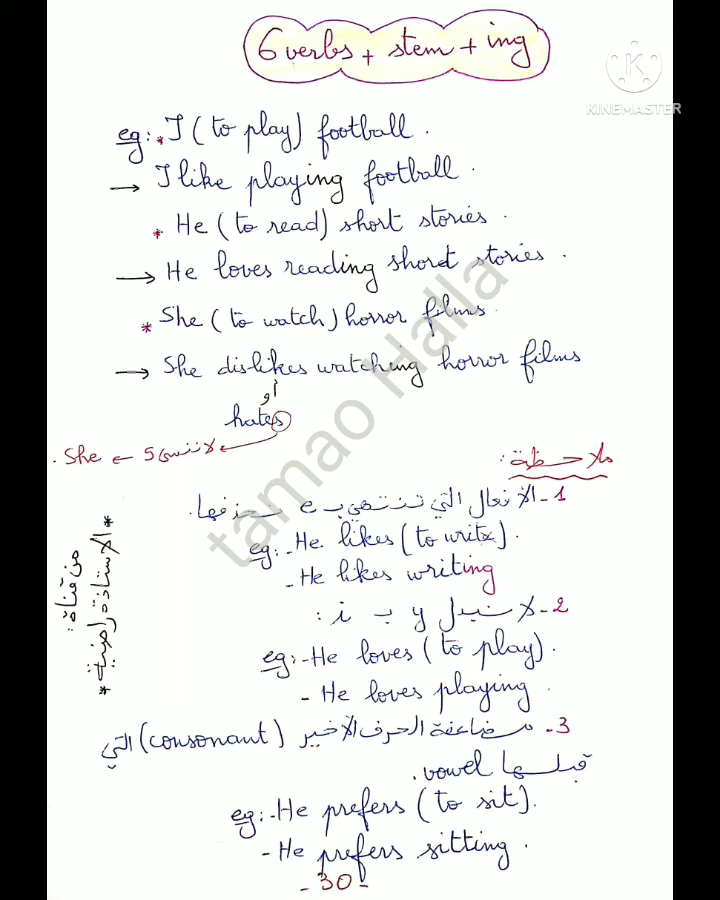 6 verbs + stem + ing
KINEMASTER
eg: * I (to play) football.
→ I like playing football.
* He (to read) short stories.
→ He loves reading short stories.
* She (to watch) horror films.
→ She dislikes watching horror films
أو
hates
She ← s لا ننسى.
ملاحظة:
1- الأفعال التي تنتهي ب e نحذفها.
eg: - He likes (to write).
- He likes writing
2- لا نبدل y ب i:
eg: - He loves (to play).
- He loves playing.
3- مضاعفة الحرف الأخير (consonant) التي
قبلها vowel.
eg: - He prefers (to sit).
- He prefers sitting.
- 30 -
من قناة:
* الاستاذة راضية *
tamao Halla